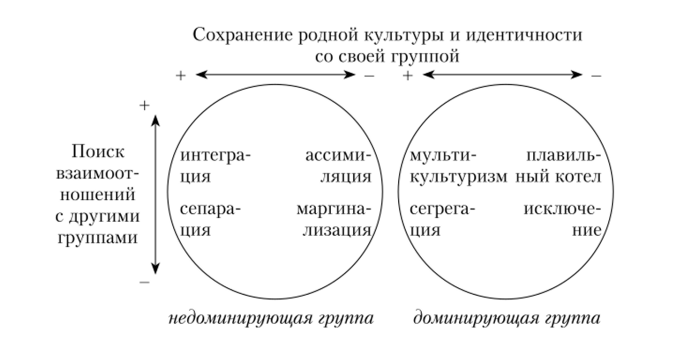 Сохранение родной культуры и идентичности
со своей группой
+ − + −
+
Поиск
взаимоот-
ношений
с другими
группами
−
интегра-
ция
ассими-
ляция
сепара-
ция
маргина-
лизация
мульти-
культуризм
плавиль-
ный котел
сегрега-
ция
исключе-
ние
недоминирующая группа
доминирующая группа